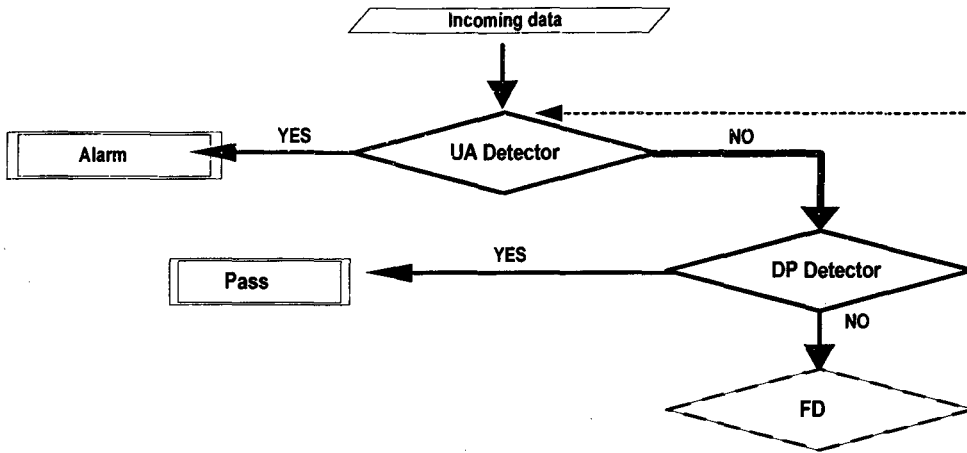 Incoming data
YES
NO
Alarm
UA Detector
YES
DP Detector
Pass
NO
FD